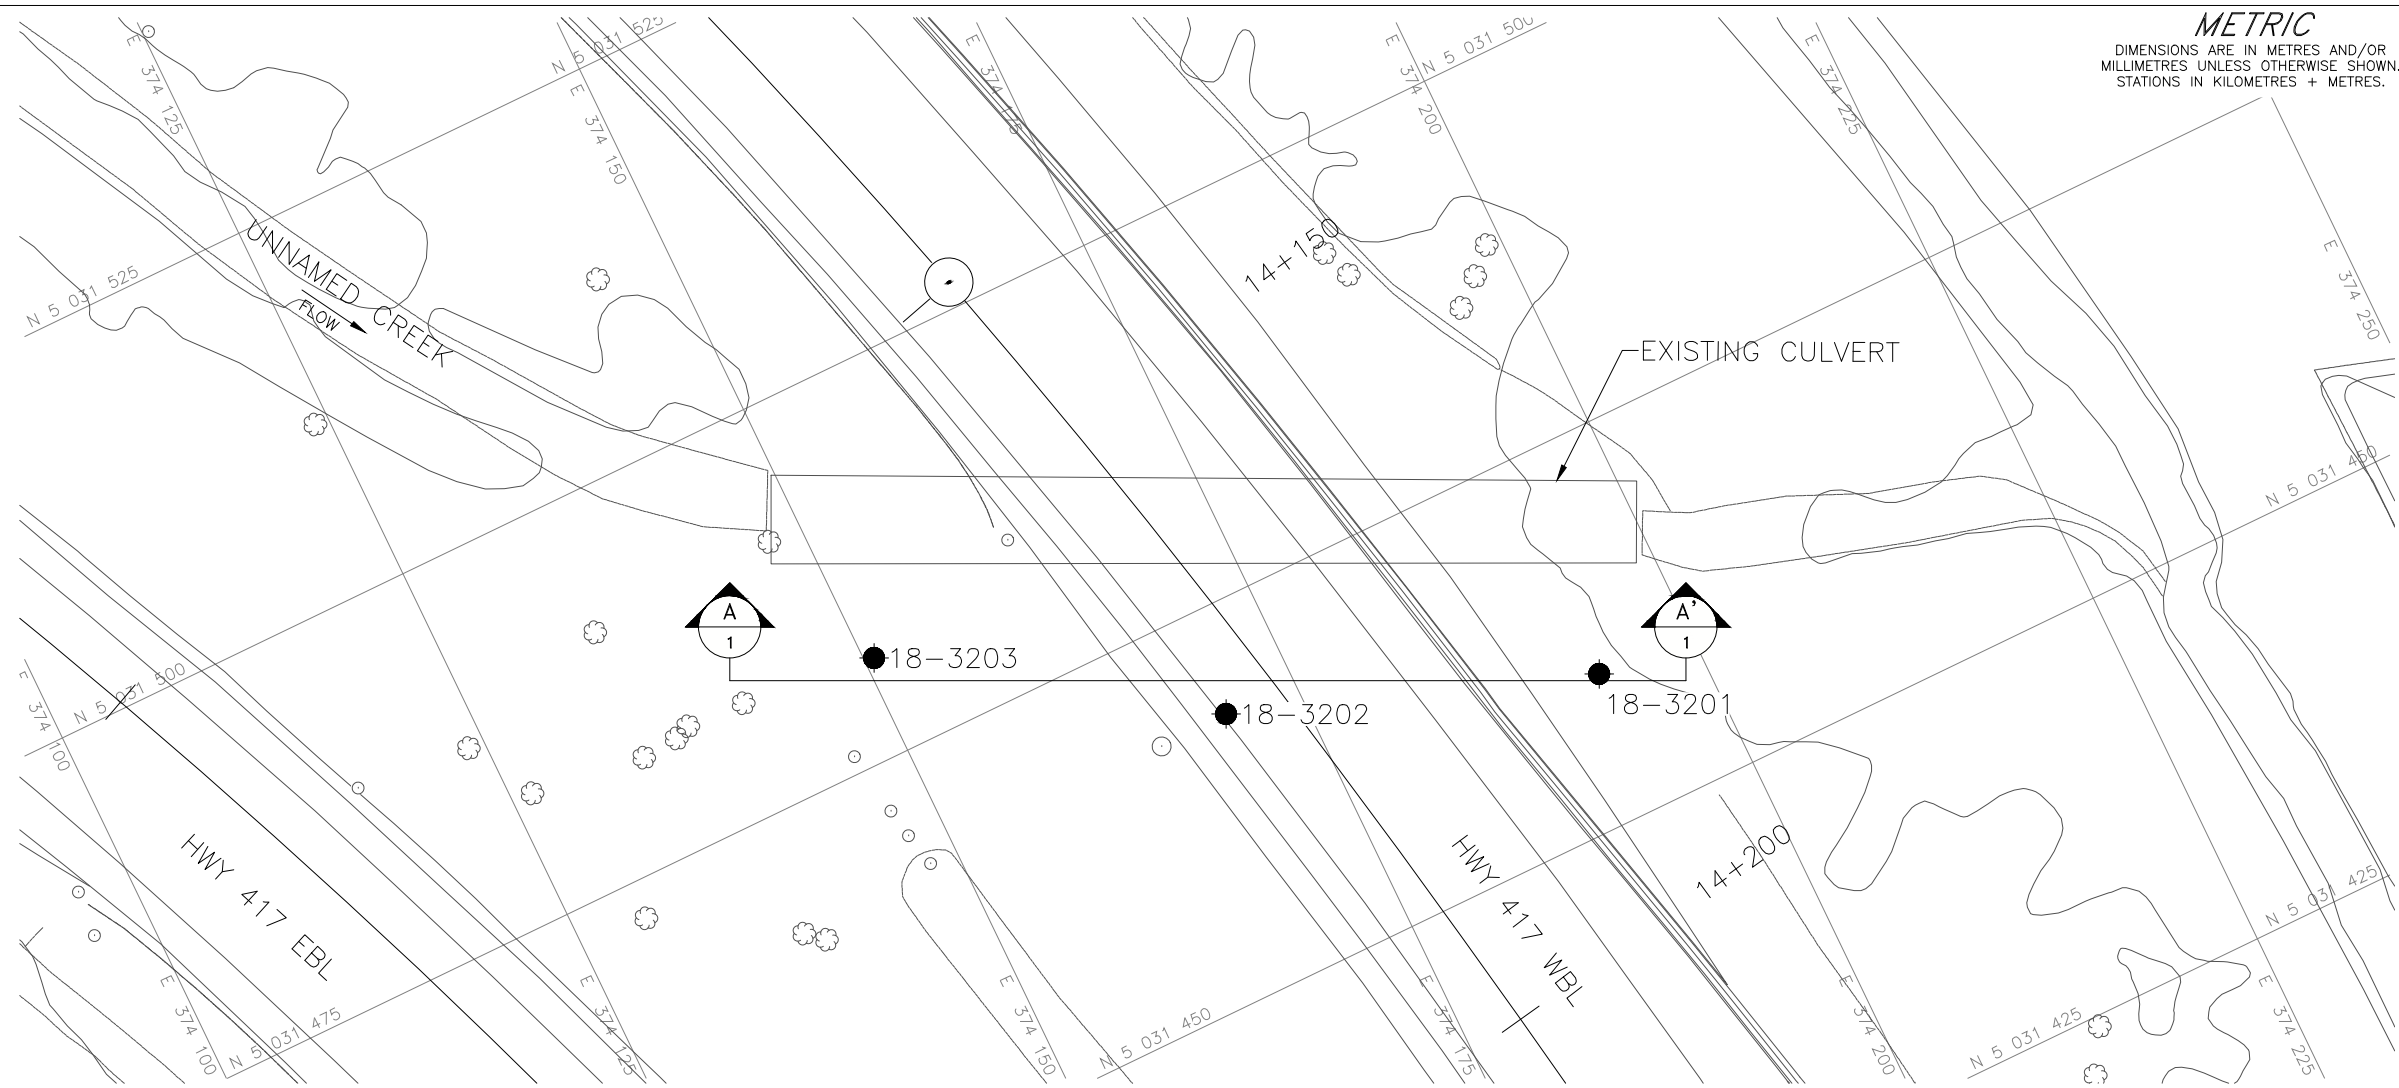 METRIC
DIMENSIONS ARE IN METRES AND/OR
MILLIMETRES UNLESS OTHERWISE SHOWN.
STATIONS IN KILOMETRES + METRES.
E 374 125
N 5 031 525
E 374 150
E 374 175
N 5 031 500
E 374 200
E 374 225
E 374 250
UNNAMED CREEK
FLOW
N 5 031 525
14+150
EXISTING CULVERT
N 5 031 450
A
1
A'
1
18-3203
18-3202
18-3201
N 5 031 500
E 374 100
HWY 417 EBL
HWY 417 WBL
14+200
N 5 031 425
E 374 100
N 5 031 475
E 374 125
E 374 150
N 5 031 450
E 374 175
E 374 200
N 5 031 425
E 374 225